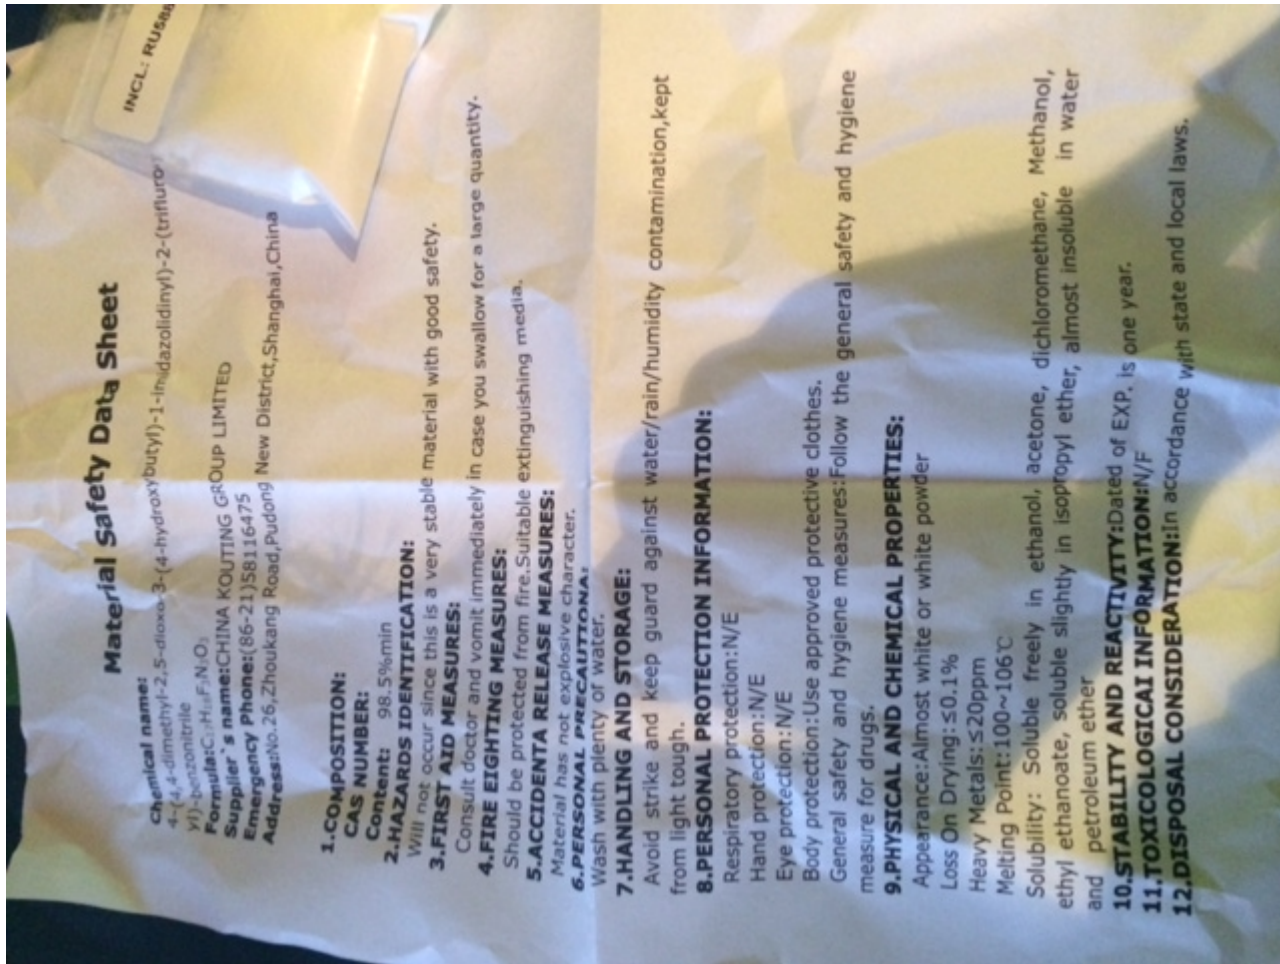 INCL: RU588
Material Safety Data Sheet
Chemical name:
4-(4,4-dimethyl-2,5-dioxo-3-(4-hydroxybutyl)-1-imidazolidinyl)-2-(trifluro
yl)-benzonitrile
Formula:C₁₇H₁₈F₃N₃O₃
Supplier`s name:CHINA KOUTING GROUP LIMITED
Emergency Phone:(86-21)58116475
Address:No.26,Zhoukang Road,Pudong New District,Shanghai,China
1.COMPOSITION:
CAS NUMBER:
Content: 98.5%min
2.HAZARDS IDENTIFICATION:
Will not occur since this is a very stable material with good safety.
3.FIRST AID MEASURES:
Consult doctor and vomit immediately in case you swallow for a large quantity.
4.FIRE EIGHTING MEASURES:
Should be protected from fire.Suitable extinguishing media.
5.ACCIDENTA RELEASE MEASURES:
Material has not explosive character.
6.PERSONAL PRECAUTIONA:
Wash with plenty of water.
7.HANDLING AND STORAGE:
Avoid strike and keep guard against water/rain/humidity contamination,kept
from light tough.
8.PERSONAL PROTECTION INFORMATION:
Respiratory protection:N/E
Hand protection:N/E
Eye protection:N/E
Body protection:Use approved protective clothes.
General safety and hygiene measures:Follow the general safety and hygiene
measure for drugs.
9.PHYSICAL AND CHEMICAL PROPERTIES:
Appearance:Almost white or white powder
Loss On Drying:≤0.1%
Heavy Metals:≤20ppm
Melting Point:100~106℃
Solubility: Soluble freely in ethanol, acetone, dichloromethane, Methanol,
ethyl ethanoate, soluble slightly in isopropyl ether, almost insoluble in water
and petroleum ether
10.STABILITY AND REACTIVITY:Dated of EXP. is one year.
11.TOXICOLOGICAI INFORMATION:N/F
12.DISPOSAL CONSIDERATION:In accordance with state and local laws.